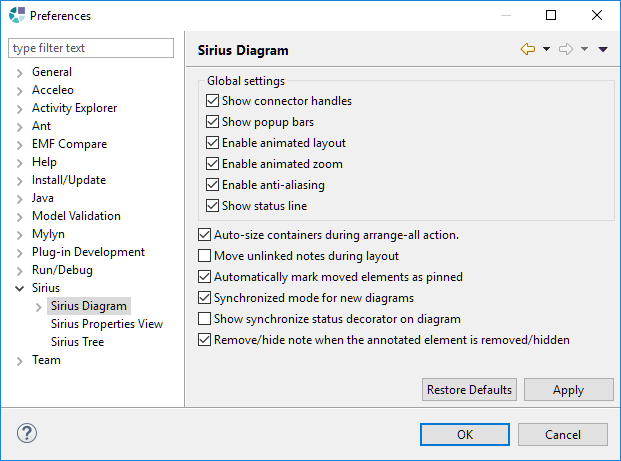 Preferences
type filter text
General
Acceleo
Activity Explorer
Ant
EMF Compare
Help
Install/Update
Java
Model Validation
Mylyn
Plug-in Development
Run/Debug
Sirius
Sirius Diagram
Sirius Properties View
Sirius Tree
Team
Sirius Diagram
Global settings
Show connector handles
Show popup bars
Enable animated layout
Enable animated zoom
Enable anti-aliasing
Show status line
Auto-size containers during arrange-all action.
Move unlinked notes during layout
Automatically mark moved elements as pinned
Synchronized mode for new diagrams
Show synchronize status decorator on diagram
Remove/hide note when the annotated element is removed/hidden
Restore Defaults Apply
? OK Cancel